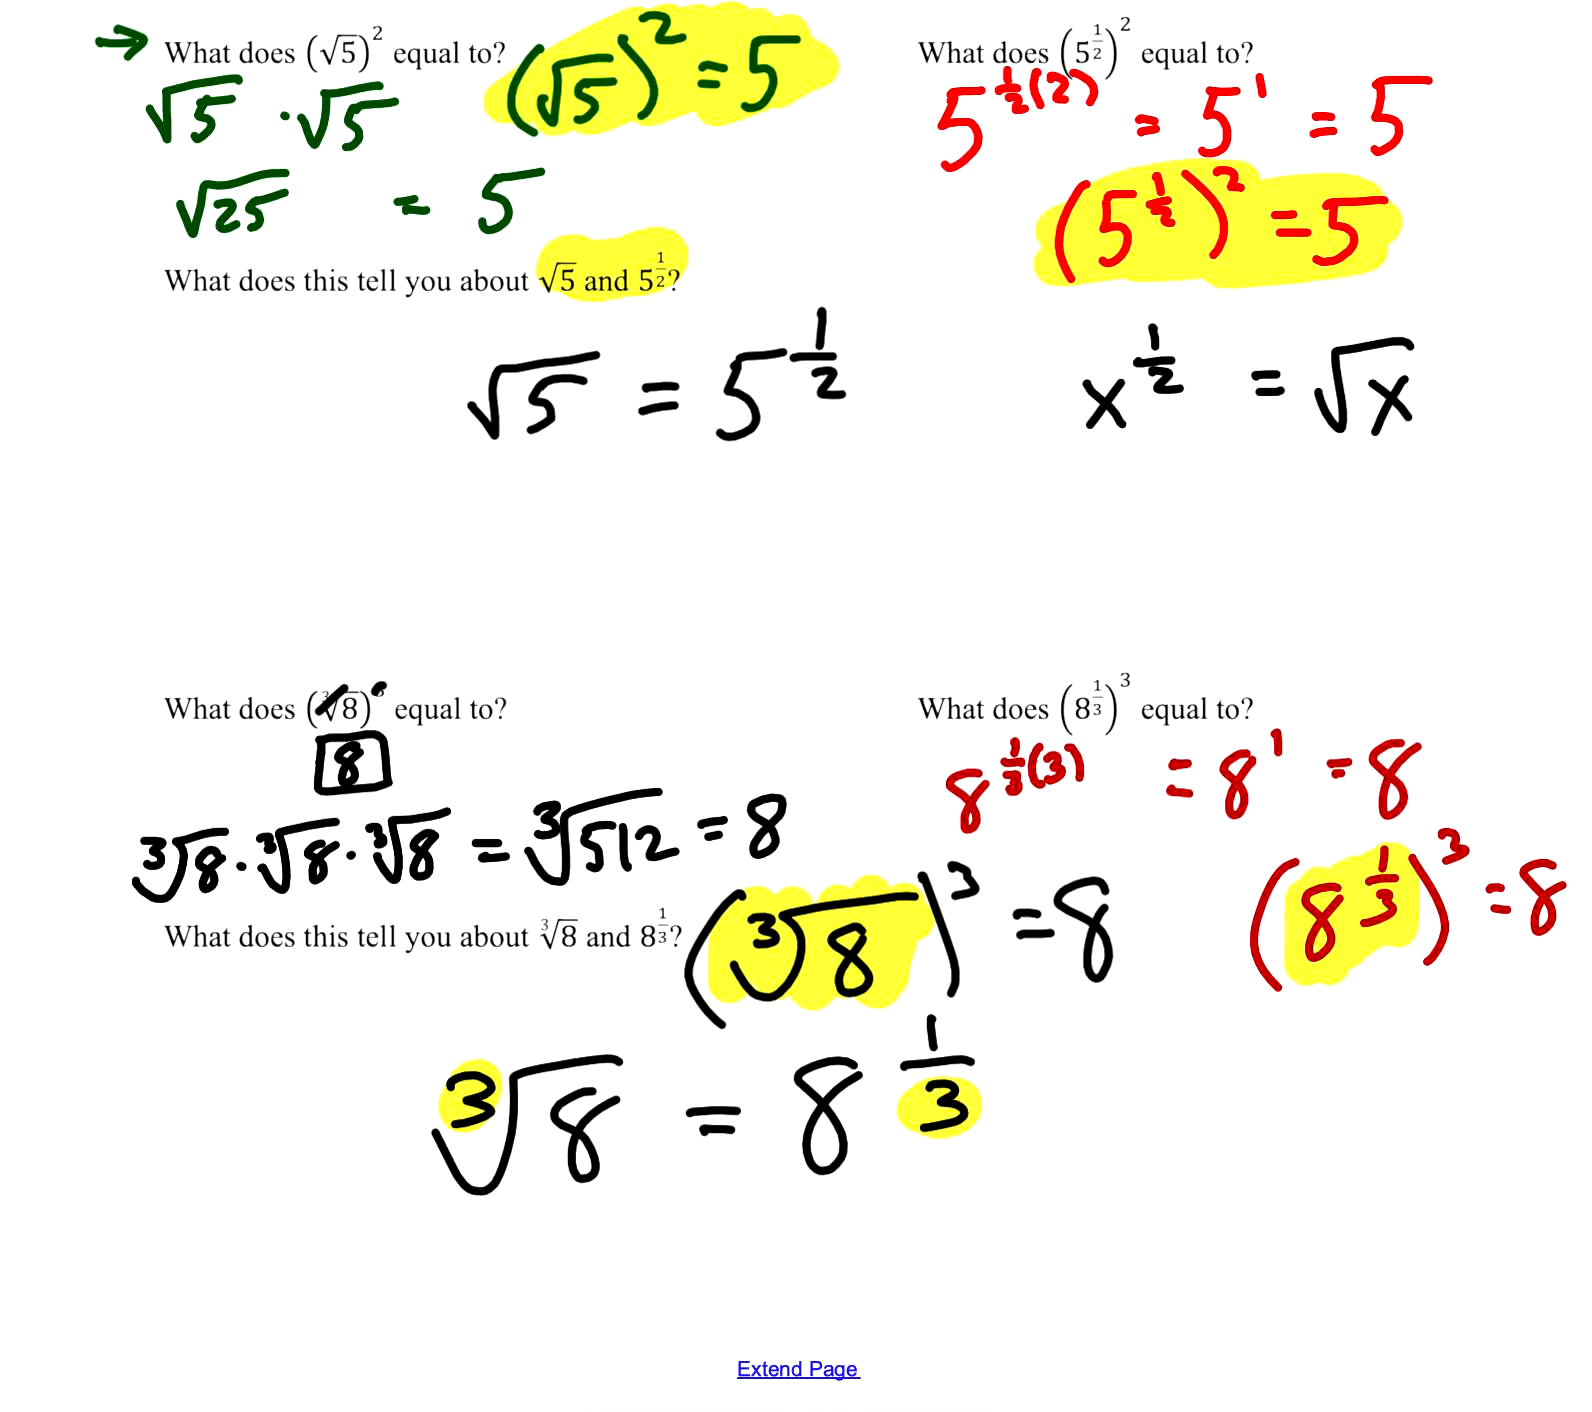 → What does (√5)² equal to? (√5)² = 5
√5 · √5
√25 = 5
What does (5^(1/2))² equal to?
5^(1/2(2)) = 5¹ = 5
(5^(1/2))² = 5
What does this tell you about √5 and 5^(1/2)?
√5 = 5^(1/2)
x^(1/2) = √x
What does (∛8)³ equal to?
8
∛8 · ∛8 · ∛8 = ∛512 = 8
What does (8^(1/3))³ equal to?
8^(1/3(3)) = 8¹ = 8
(8^(1/3))³ = 8
What does this tell you about ∛8 and 8^(1/3)? (∛8)³ = 8
∛8 = 8^(1/3)
Extend Page